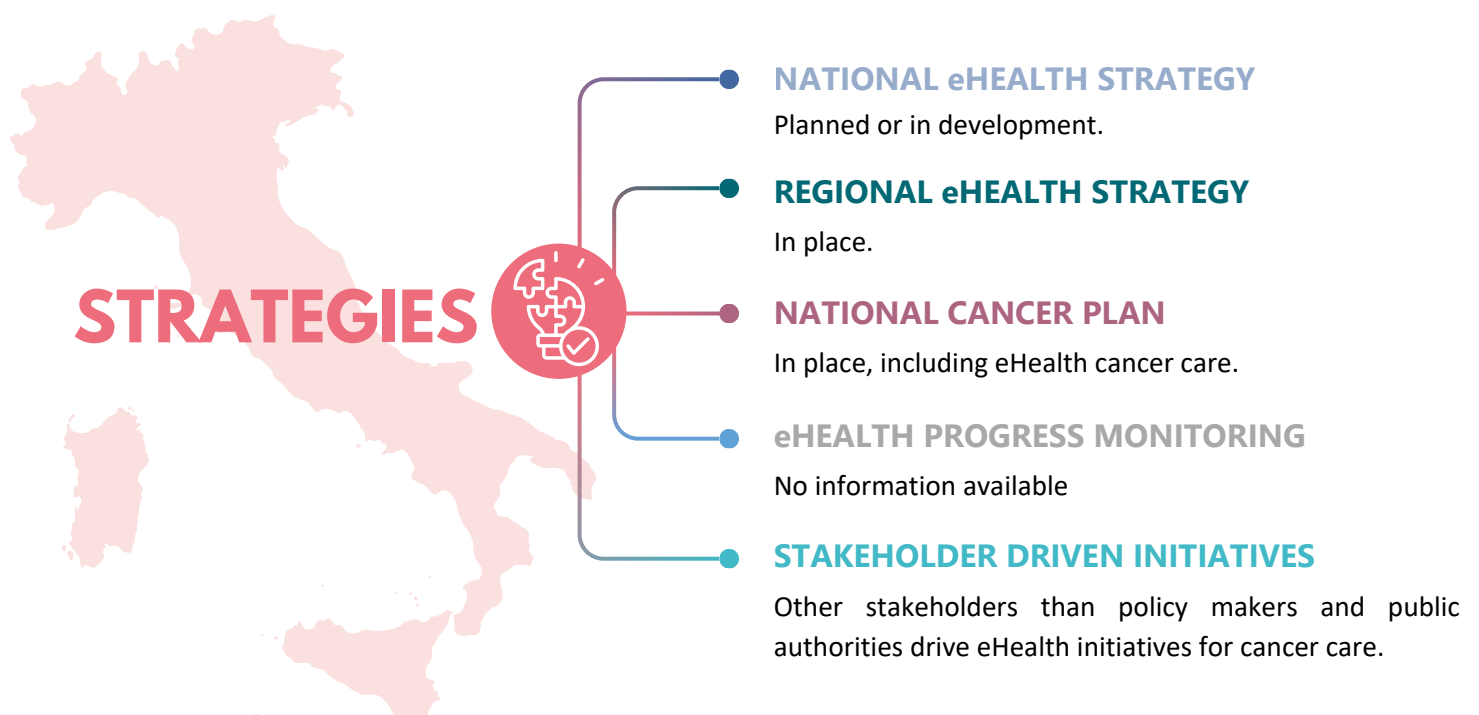 STRATEGIES
NATIONAL eHEALTH STRATEGY
Planned or in development.
REGIONAL eHEALTH STRATEGY
In place.
NATIONAL CANCER PLAN
In place, including eHealth cancer care.
eHEALTH PROGRESS MONITORING
No information available
STAKEHOLDER DRIVEN INITIATIVES
Other stakeholders than policy makers and public
authorities drive eHealth initiatives for cancer care.